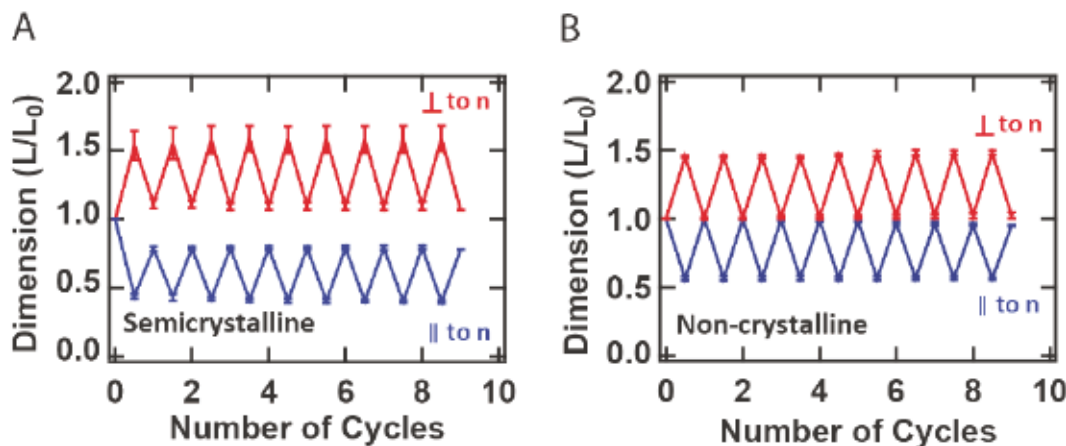 A
Dimension (L/L0)
2.0
1.5
1.0
0.5
0.0
⊥ to n
Semicrystalline
∥ to n
0 2 4 6 8 10
Number of Cycles
B
Dimension (L/L0)
2.0
1.5
1.0
0.5
0.0
⊥ to n
Non-crystalline
∥ to n
0 2 4 6 8 10
Number of Cycles